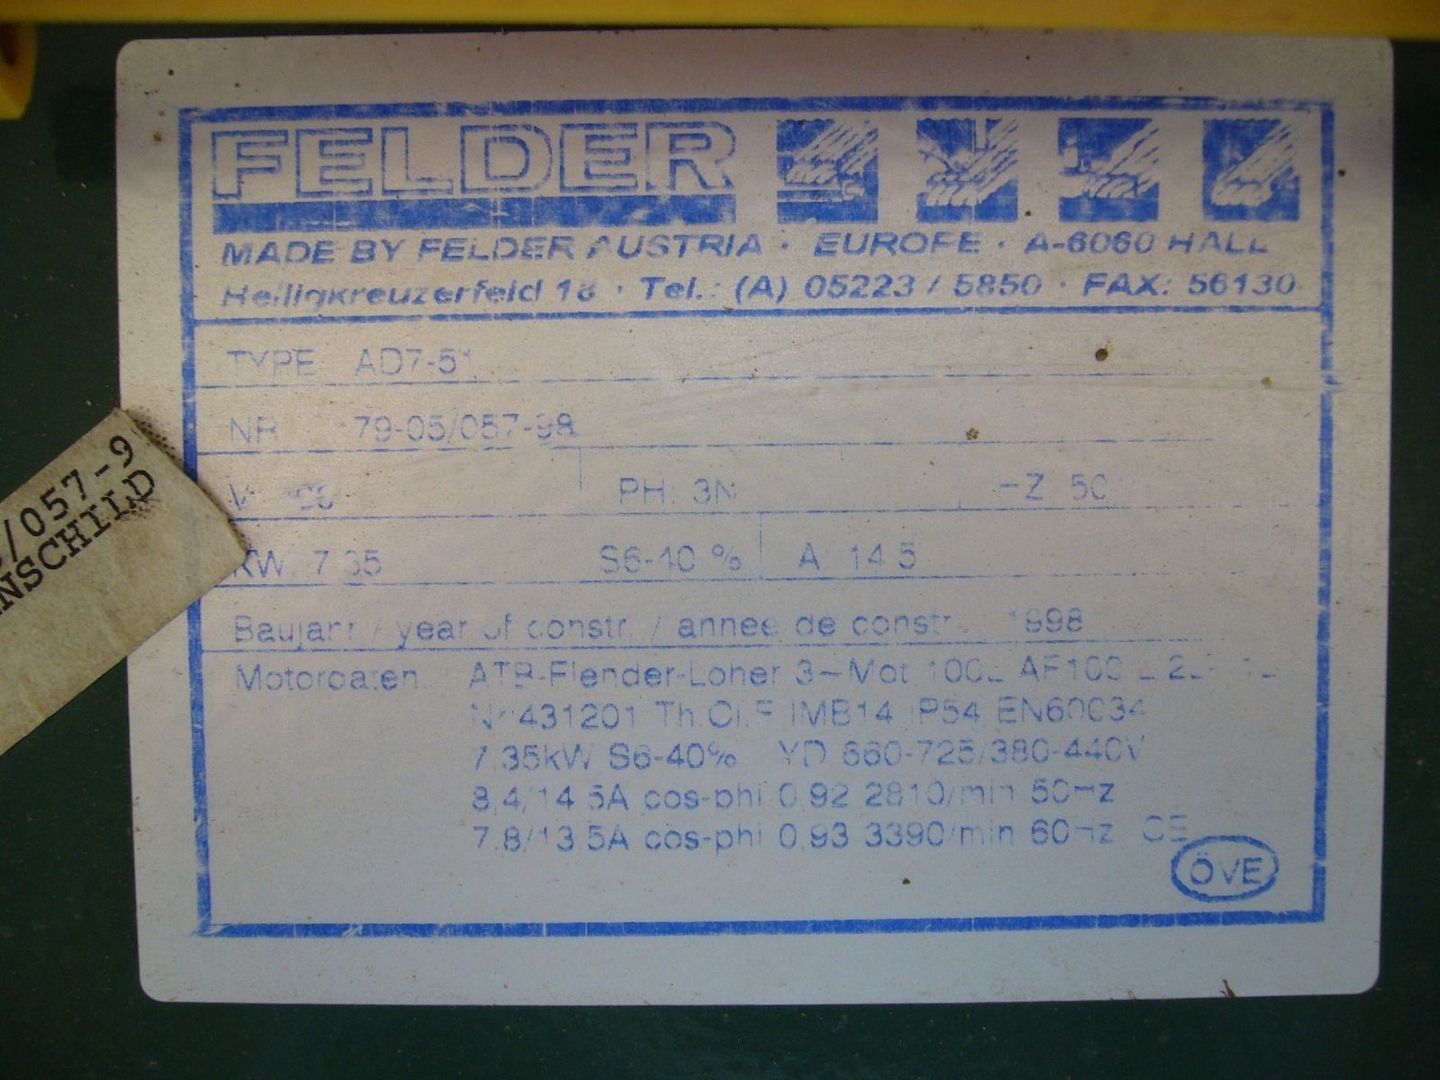 FELDER
MADE BY FELDER AUSTRIA · EUROPE · A-6060 HALL
Heiligkreuzerfeld 18 · Tel.: (A) 05223 / 5850 · FAX: 56130
TYPE AD7-51
NR 79-05/057-98
V PH 3N HZ 50
KW 7.35 S6-40 % A 14.5
Baujahr / year of constr. / annee de constr. 1998
Motordaten ATB-Flender-Loher 3~Mot 100L
Nr 431201 Th.Cl.F IMB14 IP54 EN60034
7,35kW S6-40% YD 660-725/380-440V
8,4/14,5A cos-phi 0,92 2810/min 50Hz
7,8/13,5A cos-phi 0,93 3390/min 60Hz CE
ÖVE
/057-9
NSCHILD